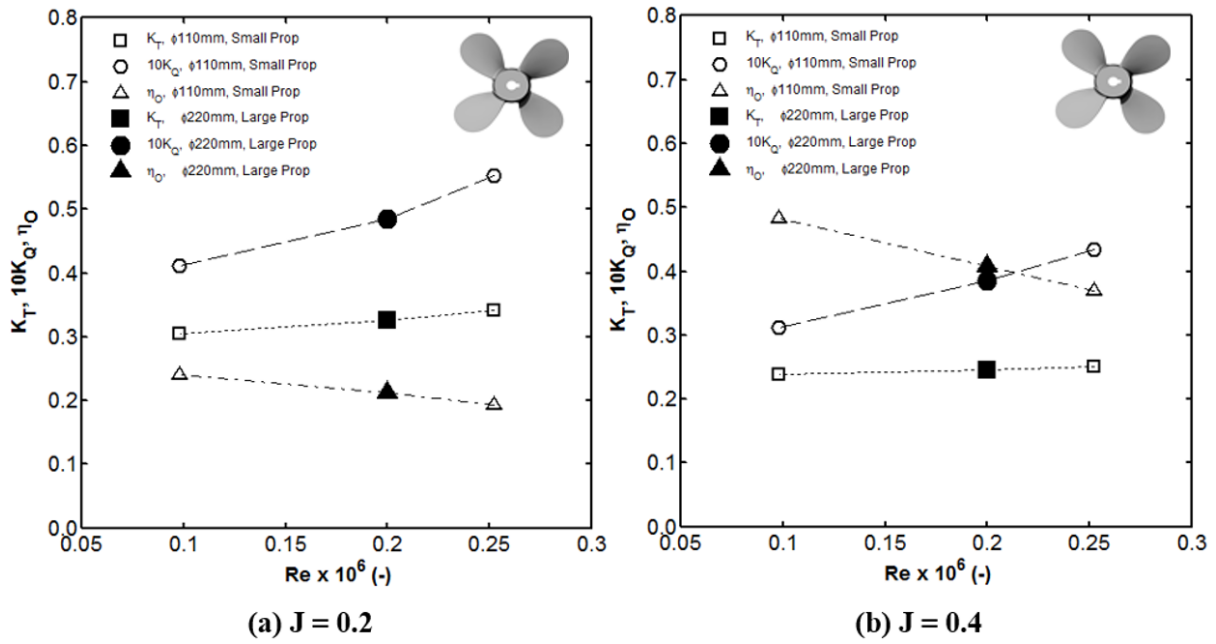 0.8
0.7
0.6
0.5
0.4
0.3
0.2
0.1
0.0
K_T, 10K_Q, η_O
K_T, ϕ110mm, Small Prop
10K_Q, ϕ110mm, Small Prop
η_O, ϕ110mm, Small Prop
K_T, ϕ220mm, Large Prop
10K_Q, ϕ220mm, Large Prop
η_O, ϕ220mm, Large Prop
0.05 0.1 0.15 0.2 0.25 0.3
Re x 10^6 (-)
(a) J = 0.2
0.8
0.7
0.6
0.5
0.4
0.3
0.2
0.1
0.0
K_T, 10K_Q, η_O
K_T, ϕ110mm, Small Prop
10K_Q, ϕ110mm, Small Prop
η_O, ϕ110mm, Small Prop
K_T, ϕ220mm, Large Prop
10K_Q, ϕ220mm, Large Prop
η_O, ϕ220mm, Large Prop
0.05 0.1 0.15 0.2 0.25 0.3
Re x 10^6 (-)
(b) J = 0.4